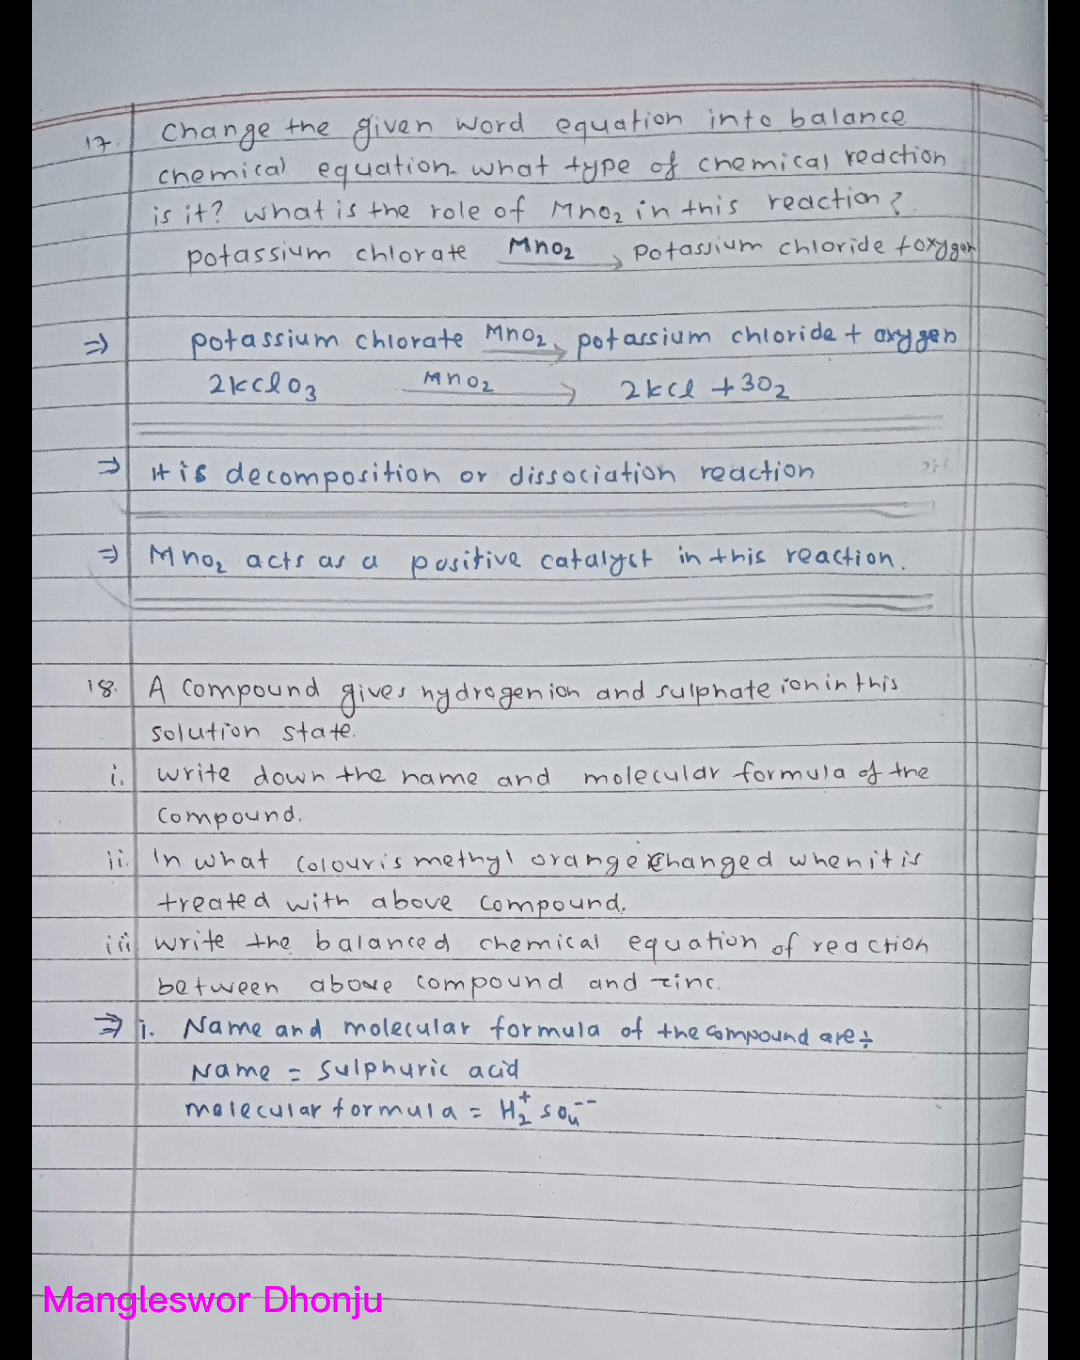 17. Change the given word equation into balance
chemical equation. what type of chemical reaction
is it? what is the role of Mno2 in this reaction?
potassium chlorate Mno2 → potassium chloride + oxygen
⇒ potassium chlorate Mno2 → potassium chloride + oxygen
2kclo3 Mno2 → 2kcl + 3o2
⇒ It is decomposition or dissociation reaction
⇒ Mno2 acts as a positive catalyst in this reaction.
18. A compound gives hydrogen ion and sulphate ion in this
solution state.
i. write down the name and molecular formula of the
compound.
ii. In what colour is methyl orange changed when it is
treated with above compound.
iii write the balanced chemical equation of reaction
between above compound and zinc.
⇒ i. Name and molecular formula of the compound are÷
Name = sulphuric acid
molecular formula = H2+ so4--
Mangleswor Dhonju